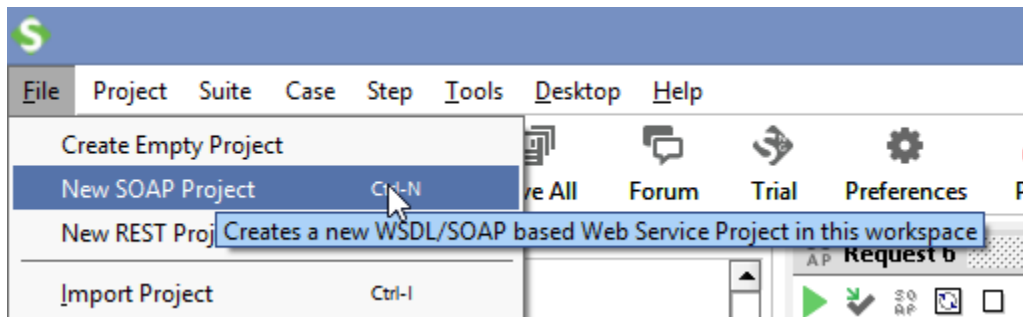 File Project Suite Case Step Tools Desktop Help
Create Empty Project
ve All Forum Trial Preferences
New SOAP Project Ctrl-N
New REST Proj
Creates a new WSDL/SOAP based Web Service Project in this workspace
Request 6
Import Project Ctrl-I